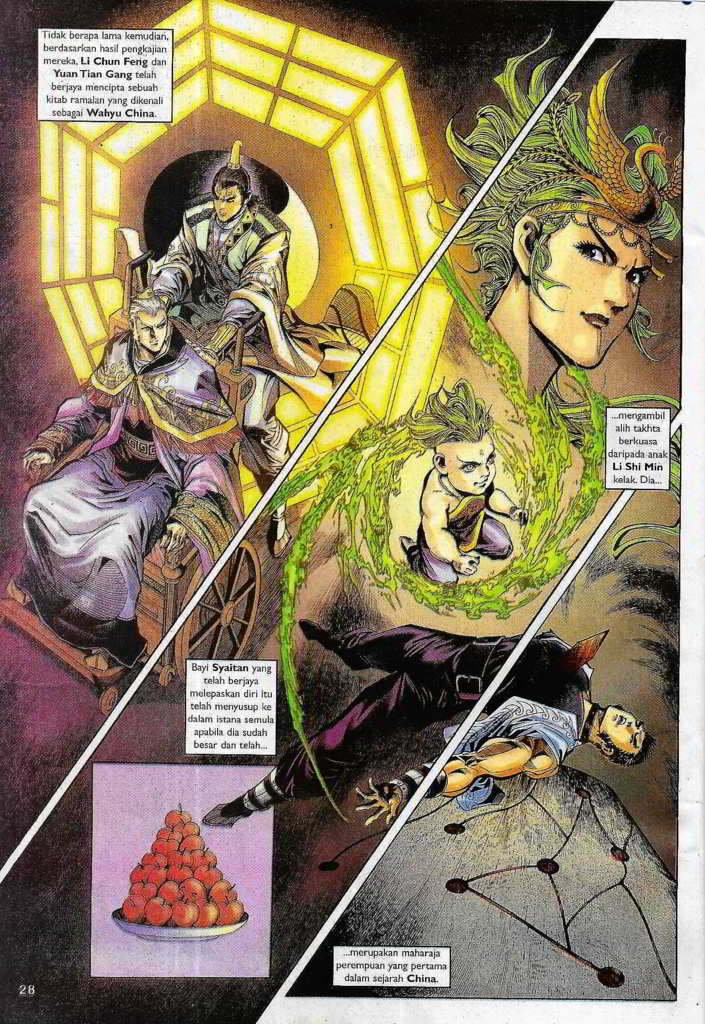 Tidak berapa lama kemudian,
berdasarkan hasil pengkajian
mereka, Li Chun Feng dan
Yuan Tian Gang telah
berjaya mencipta sebuah
kitab ramalan yang dikenali
sebagai Wahyu China.
Bayi Syaitan yang
telah berjaya
melepaskan diri itu
telah menyusup ke
dalam istana semula
apabila dia sudah
besar dan telah...
...mengambil
alih takhta
berkuasa
daripada anak
Li Shi Min
kelak. Dia...
...merupakan maharaja
perempuan yang pertama
dalam sejarah China.
28